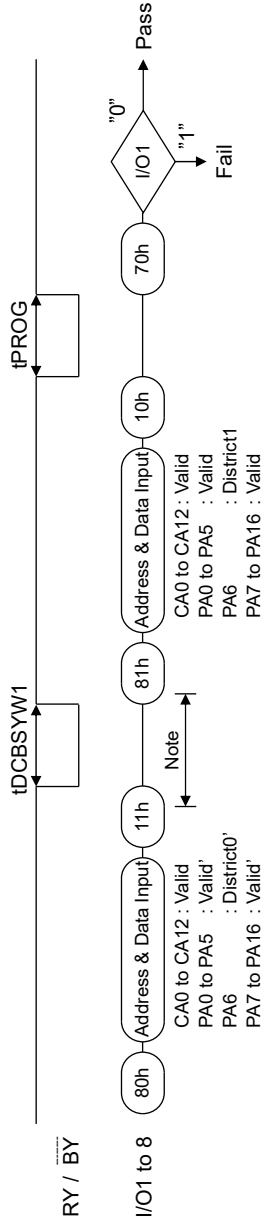 tDCBSYW1
tPROG
RY / BY
I/O1 to 8
80h
Address & Data Input
11h
81h
Address & Data Input
10h
70h
I/O1
"0"
Pass
"1"
Fail
Note
CA0 to CA12 : Valid
PA0 to PA5 : Valid'
PA6 : District0'
PA7 to PA16 : Valid'
CA0 to CA12 : Valid
PA0 to PA5 : Valid
PA6 : District1
PA7 to PA16 : Valid